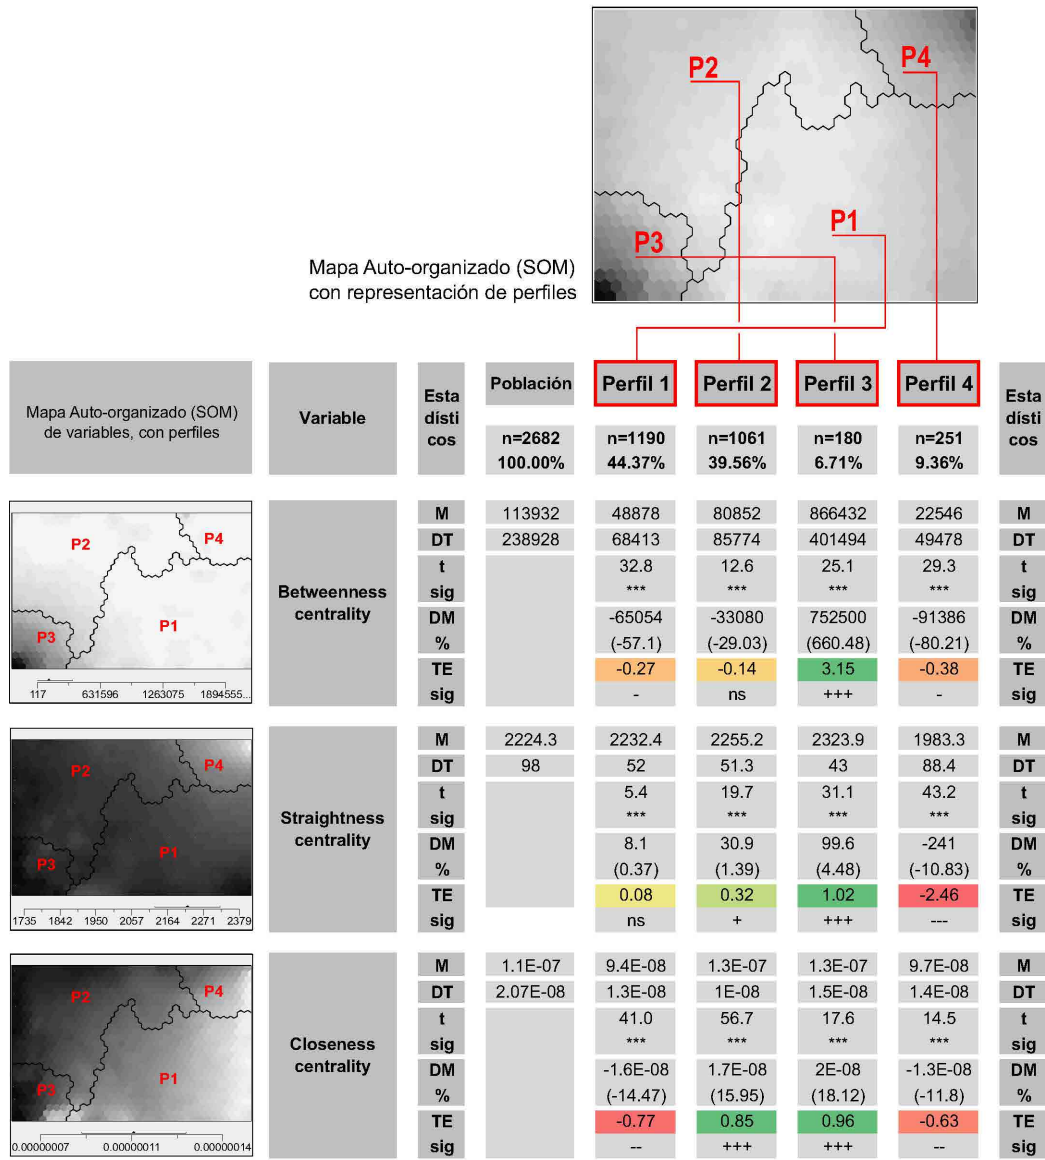 P2
P4
P1
P3
Mapa Auto-organizado (SOM)
con representación de perfiles
Mapa Auto-organizado (SOM)
de variables, con perfiles
Variable
Esta
dísti
cos
Población
Perfil 1
Perfil 2
Perfil 3
Perfil 4
Esta
dísti
cos
n=2682 n=1190 n=1061 n=180 n=251
100.00% 44.37% 39.56% 6.71% 9.36%
P2
P4
P3
P1
117 631596 1263075 1894555...
Betweenness
centrality
M 113932 48878 80852 866432 22546 M
DT 238928 68413 85774 401494 49478 DT
t 32.8 12.6 25.1 29.3 t
sig *** *** *** *** sig
DM -65054 -33080 752500 -91386 DM
% (-57.1) (-29.03) (660.48) (-80.21) %
TE -0.27 -0.14 3.15 -0.38 TE
sig - ns +++ - sig
P2
P4
P3
P1
1735 1842 1950 2057 2164 2271 2379
Straightness
centrality
M 2224.3 2232.4 2255.2 2323.9 1983.3 M
DT 98 52 51.3 43 88.4 DT
t 5.4 19.7 31.1 43.2 t
sig *** *** *** *** sig
DM 8.1 30.9 99.6 -241 DM
% (0.37) (1.39) (4.48) (-10.83) %
TE 0.08 0.32 1.02 -2.46 TE
sig ns + +++ --- sig
P2
P4
P3
P1
0.00000007 0.00000011 0.00000014
Closeness
centrality
M 1.1E-07 9.4E-08 1.3E-07 1.3E-07 9.7E-08 M
DT 2.07E-08 1.3E-08 1E-08 1.5E-08 1.4E-08 DT
t 41.0 56.7 17.6 14.5 t
sig *** *** *** *** sig
DM -1.6E-08 1.7E-08 2E-08 -1.3E-08 DM
% (-14.47) (15.95) (18.12) (-11.8) %
TE -0.77 0.85 0.96 -0.63 TE
sig -- +++ +++ -- sig